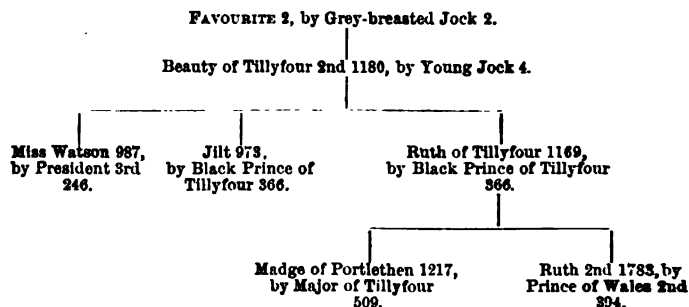 FAVOURITE 2, by Grey-breasted Jock 2.
Beauty of Tillyfour 2nd 1180, by Young Jock 4.
Miss Watson 987,
by President 3rd
246.
Jilt 973,
by Black Prince of
Tillyfour 366.
Ruth of Tillyfour 1169,
by Black Prince of Tillyfour
366.
Madge of Portlethen 1217,
by Major of Tillyfour
509.
Ruth 2nd 1783, by
Prince of Wales 2nd
394.